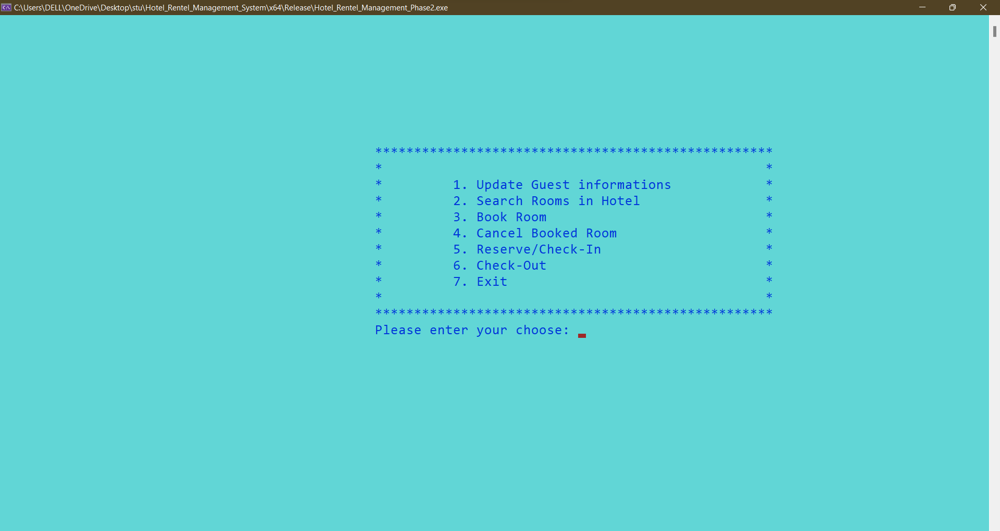 C:\Users\DELL\OneDrive\Desktop\stu\Hotel_Rentel_Management_System\x64\Release\Hotel_Rentel_Management_Phase2.exe
***************************************************
*                                                 *
*         1. Update Guest informations            *
*         2. Search Rooms in Hotel                *
*         3. Book Room                            *
*         4. Cancel Booked Room                   *
*         5. Reserve/Check-In                     *
*         6. Check-Out                            *
*         7. Exit                                 *
*                                                 *
***************************************************
Please enter your choose: